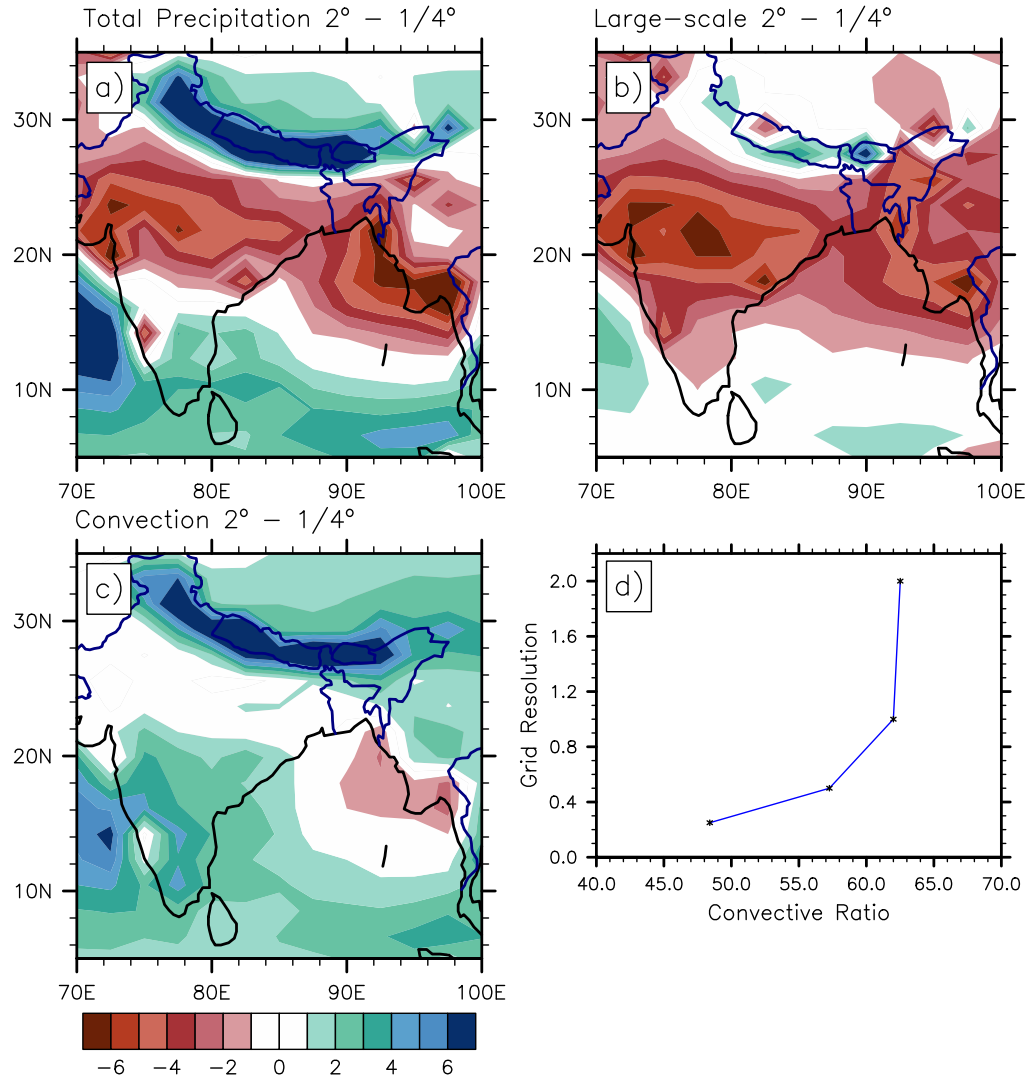 Total Precipitation 2° − 1/4°
Large−scale 2° − 1/4°
a)
b)
30N
20N
10N
30N
20N
10N
70E 80E 90E 100E
70E 80E 90E 100E
Convection 2° − 1/4°
c)
d)
30N
20N
10N
70E 80E 90E 100E
Grid Resolution
2.0
1.6
1.2
0.8
0.4
0.0
40.0 45.0 50.0 55.0 60.0 65.0 70.0
Convective Ratio
−6 −4 −2 0 2 4 6